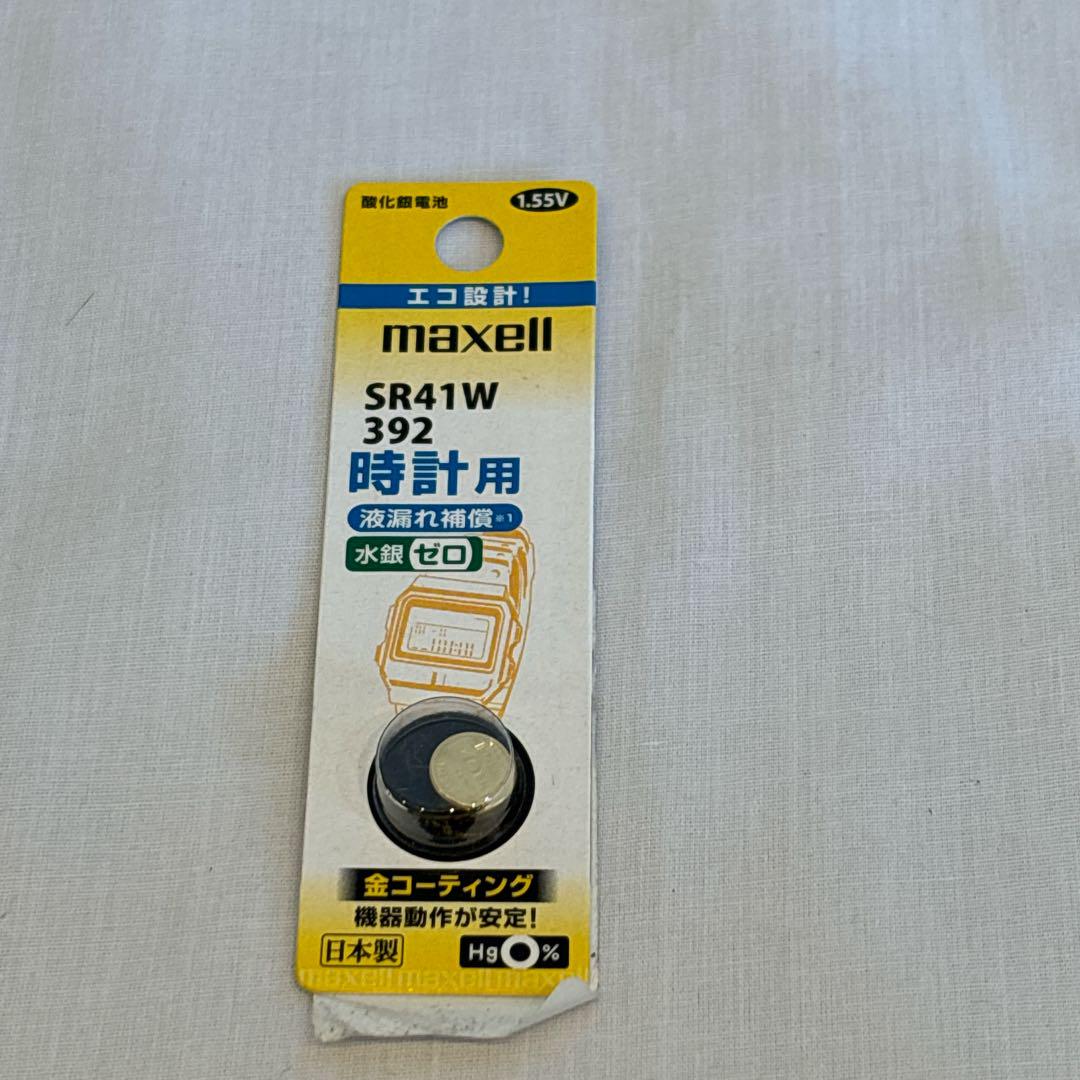 酸化銀電池 1.55V
エコ設計!
maxell
SR41W
392
時計用
液漏れ補償※1
水銀ゼロ
金コーティング
機器動作が安定!
日本製 Hg0%
maxell maxell maxell